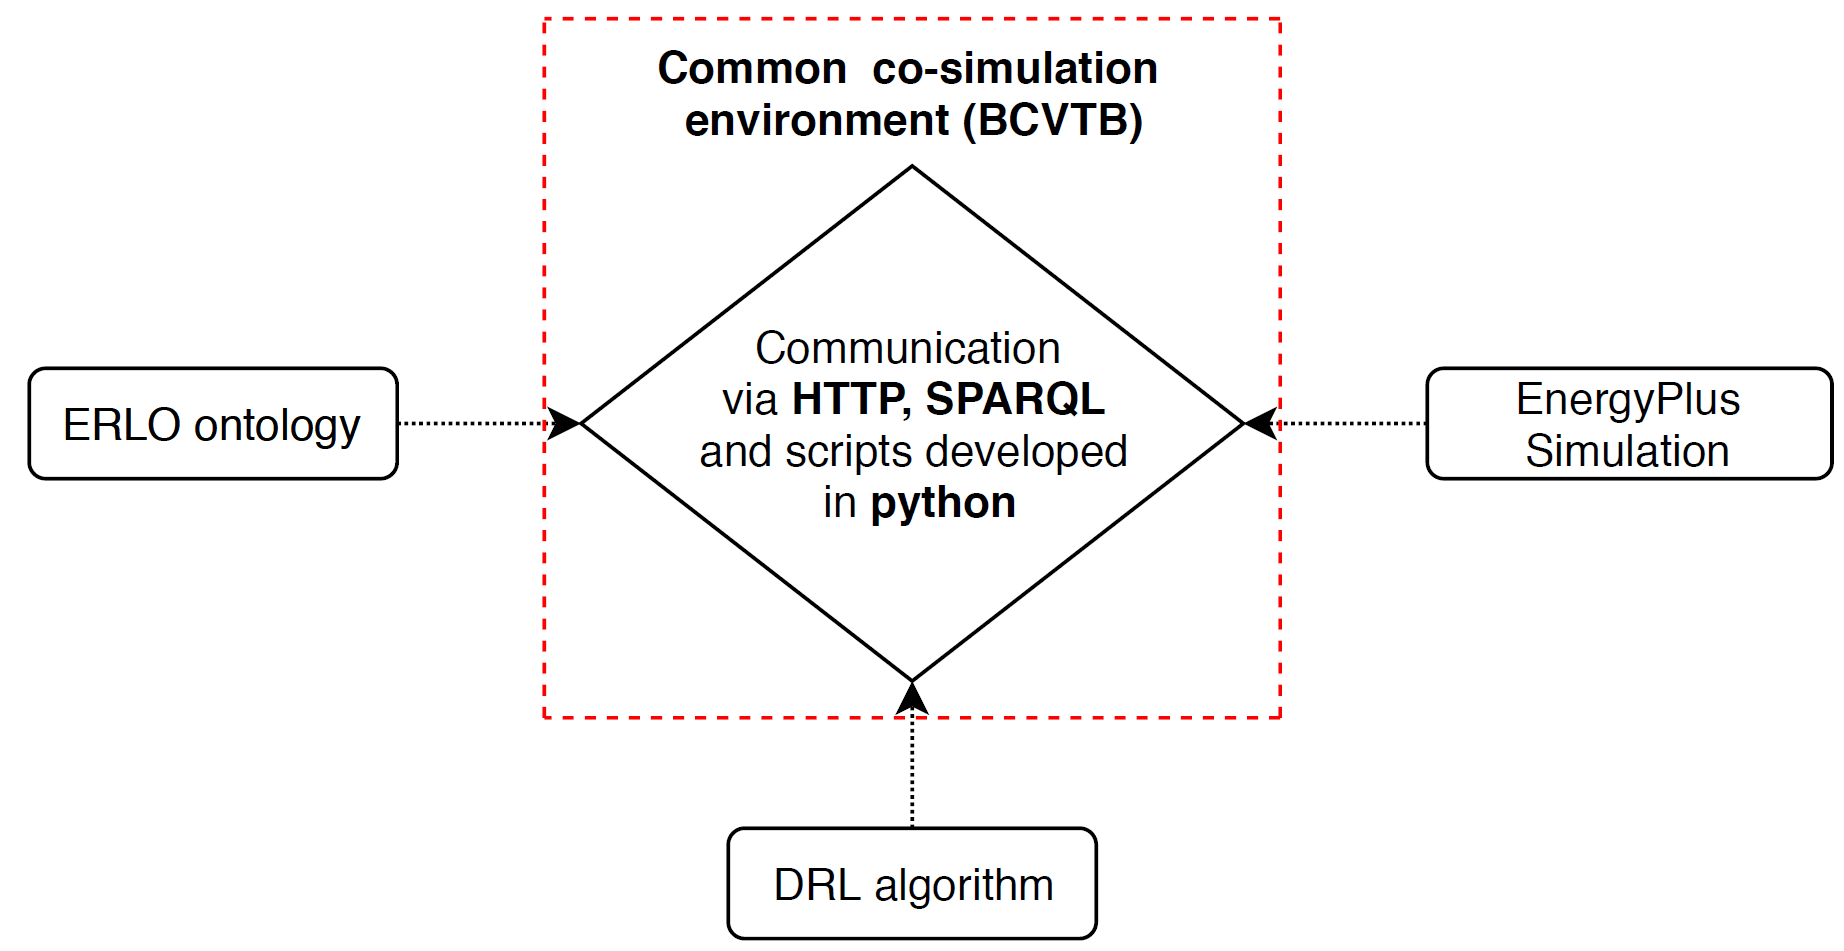 Common co-simulation
environment (BCVTB)
Communication
via HTTP, SPARQL
and scripts developed
in python
ERLO ontology
EnergyPlus
Simulation
DRL algorithm